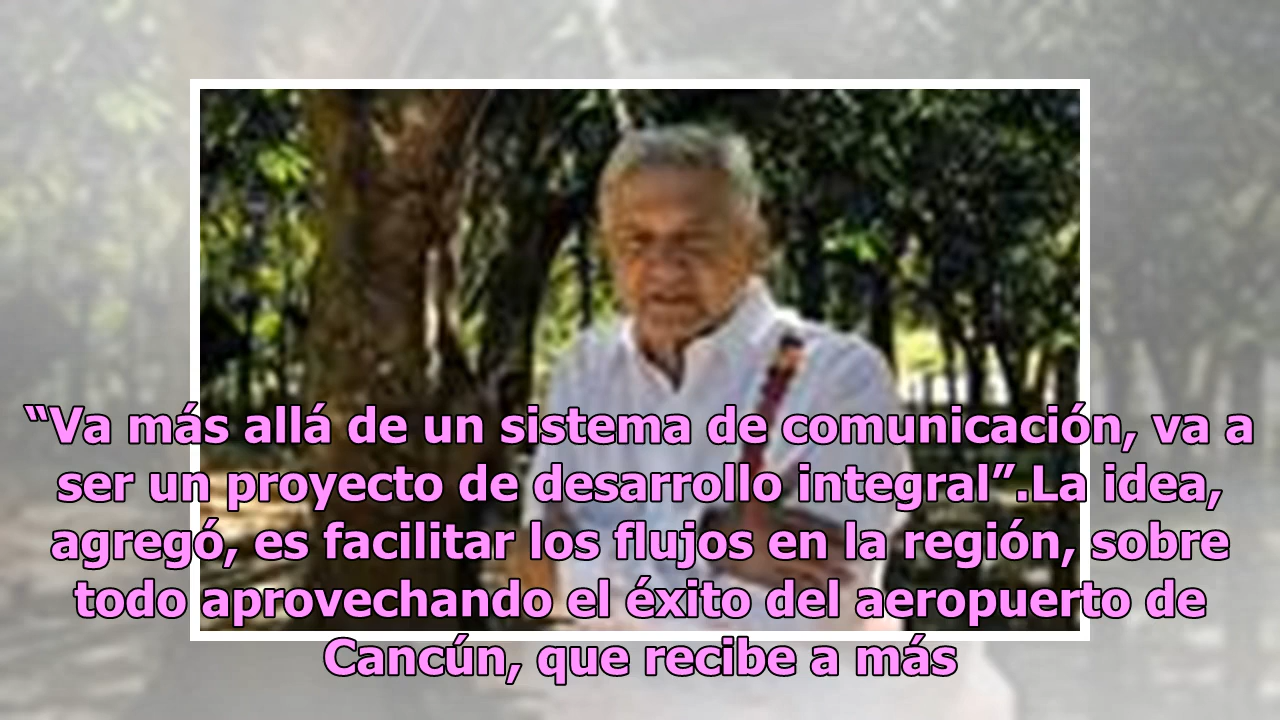 “Va más allá de un sistema de comunicación, va a
ser un proyecto de desarrollo integral”.La idea,
agregó, es facilitar los flujos en la región, sobre
todo aprovechando el éxito del aeropuerto de
Cancún, que recibe a más